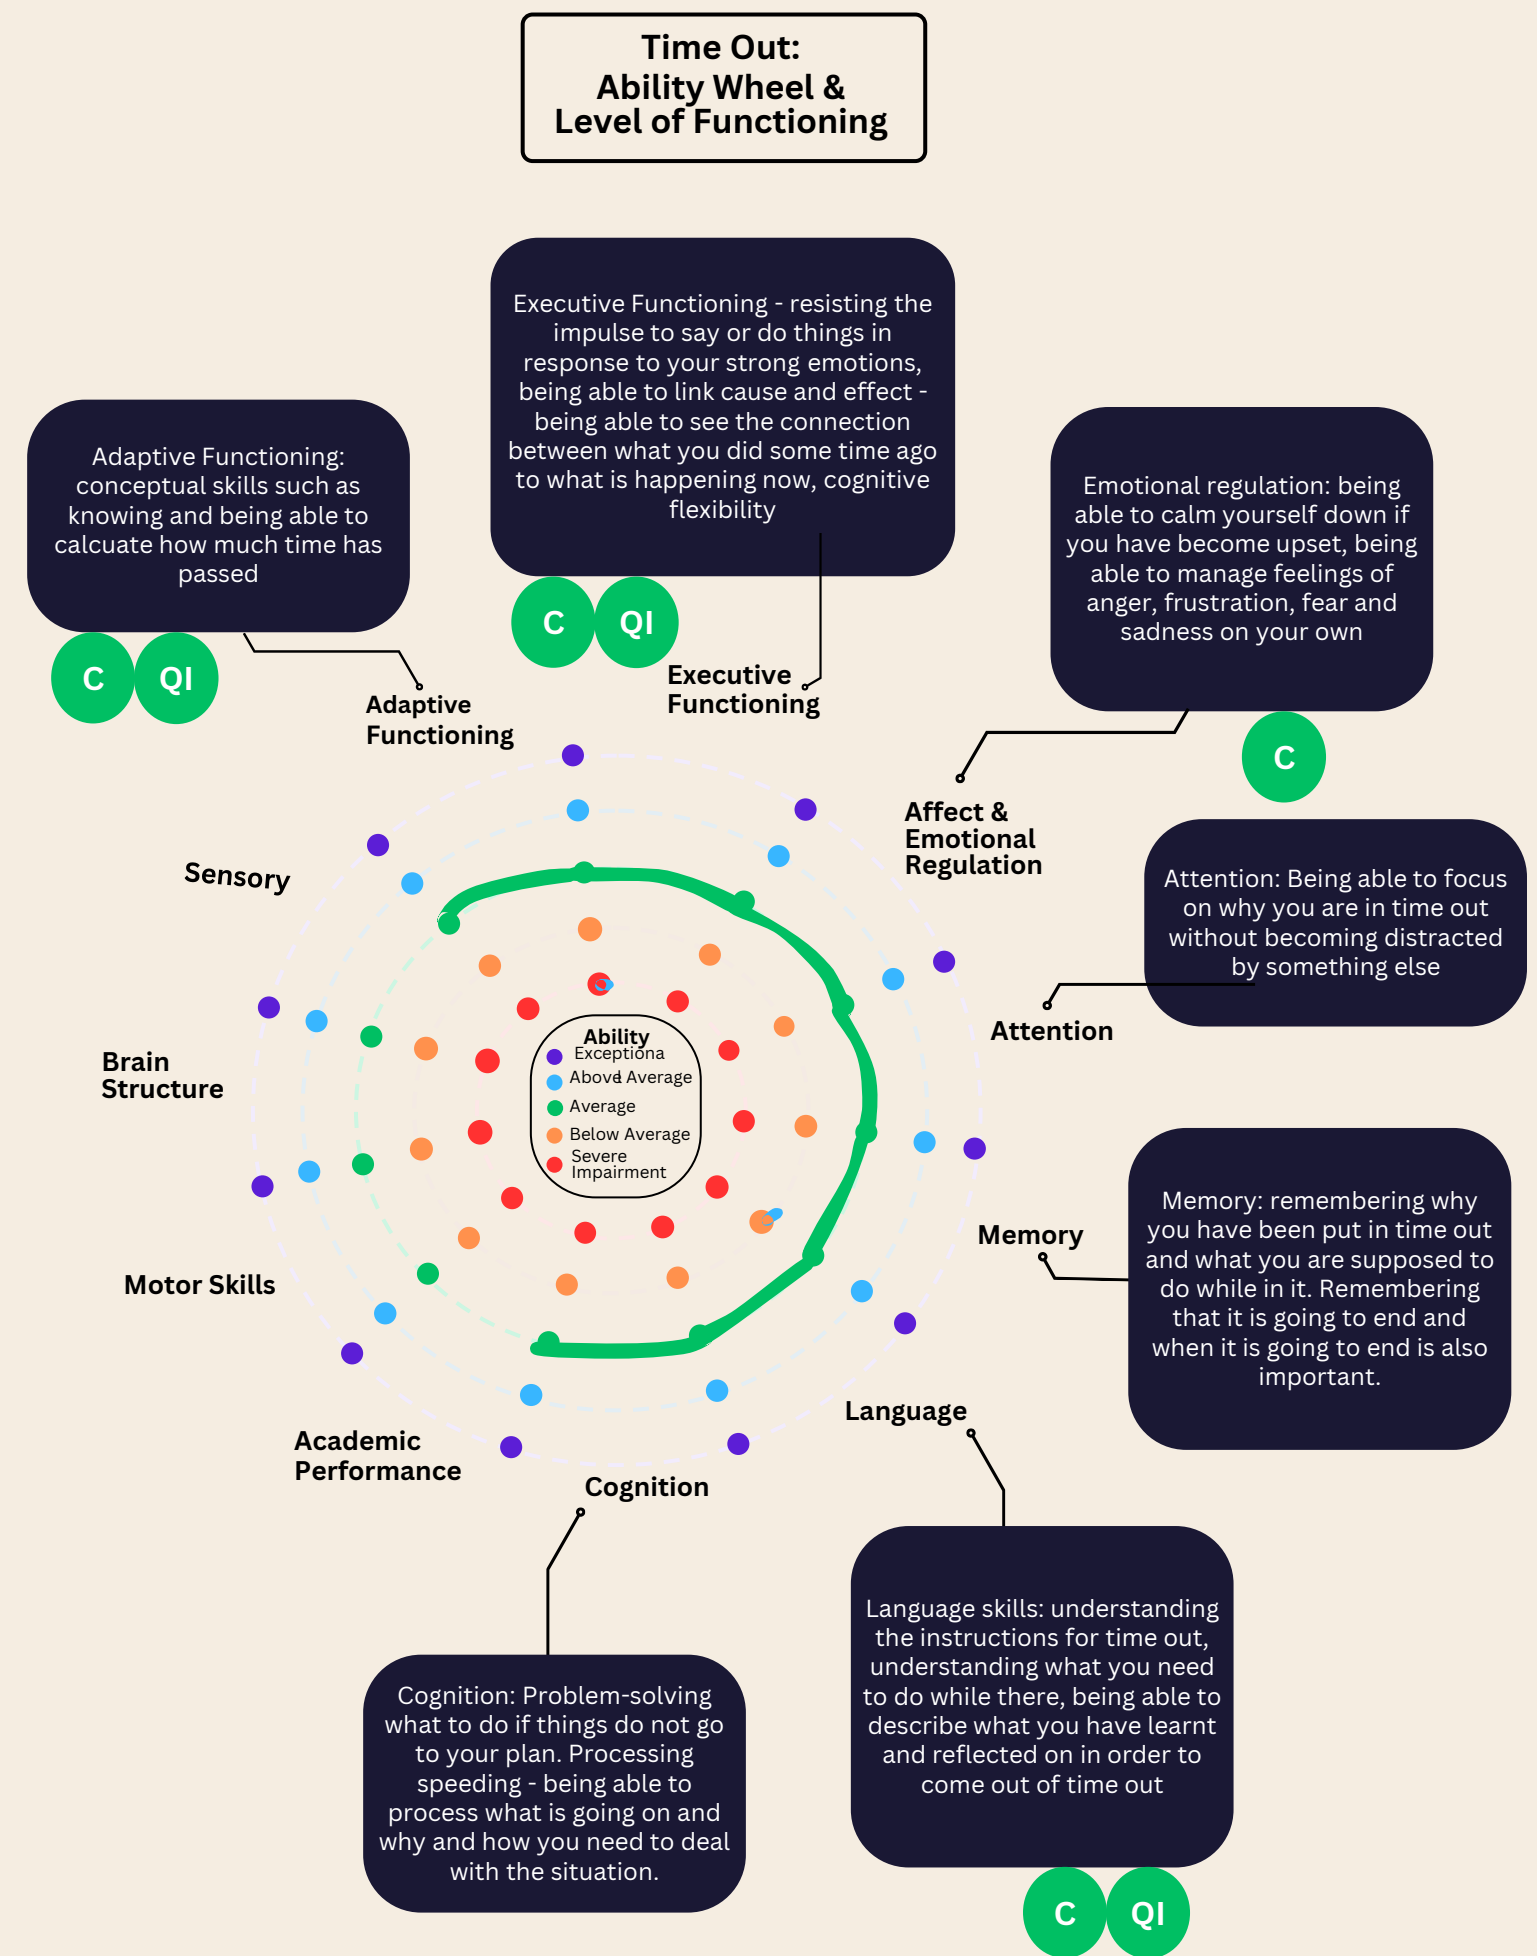 Time Out:
Ability Wheel &
Level of Functioning
Executive Functioning - resisting the
impulse to say or do things in
response to your strong emotions,
being able to link cause and effect -
being able to see the connection
between what you did some time ago
to what is happening now, cognitive
flexibility
C QI
Executive
Functioning
Adaptive Functioning:
conceptual skills such as
knowing and being able to
calcuate how much time has
passed
C QI
Adaptive
Functioning
Emotional regulation: being
able to calm yourself down if
you have become upset, being
able to manage feelings of
anger, frustration, fear and
sadness on your own
C
Affect &
Emotional
Regulation
Attention: Being able to focus
on why you are in time out
without becoming distracted
by something else
Attention
Sensory
Brain
Structure
Motor Skills
Academic
Performance
Ability
Exceptional
Above Average
Average
Below Average
Severe
Impairment
Memory
Memory: remembering why
you have been put in time out
and what you are supposed to
do while in it. Remembering
that it is going to end and
when it is going to end is also
important.
Language
Cognition
Language skills: understanding
the instructions for time out,
understanding what you need
to do while there, being able to
describe what you have learnt
and reflected on in order to
come out of time out
C QI
Cognition: Problem-solving
what to do if things do not go
to your plan. Processing
speeding - being able to
process what is going on and
why and how you need to deal
with the situation.